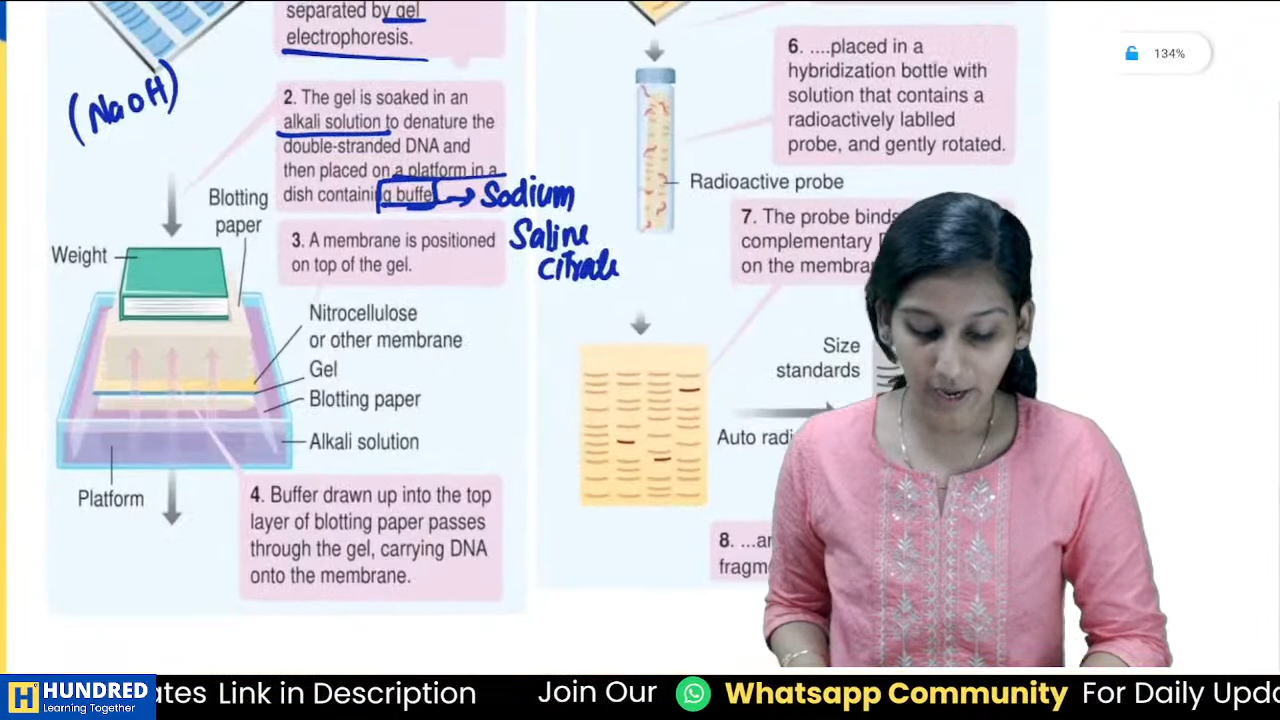 separated by gel
electrophoresis.
(NaOH)
2. The gel is soaked in an
alkali solution to denature the
double-stranded DNA and
then placed on a platform in a
dish containing buffe
→ Sodium
Saline
Citrate
Blotting
paper
Weight
3. A membrane is positioned
on top of the gel.
Nitrocellulose
or other membrane
Gel
Blotting paper
Alkali solution
Platform
4. Buffer drawn up into the top
layer of blotting paper passes
through the gel, carrying DNA
onto the membrane.
6. ....placed in a
hybridization bottle with
solution that contains a
radioactively lablled
probe, and gently rotated.
Radioactive probe
7. The probe binds
complementary
on the membra
Size
standards
Auto radi
8. ...ar
fragm
134%
HUNDRED
Learning Together
ates Link in Description Join Our Whatsapp Community For Daily Upda